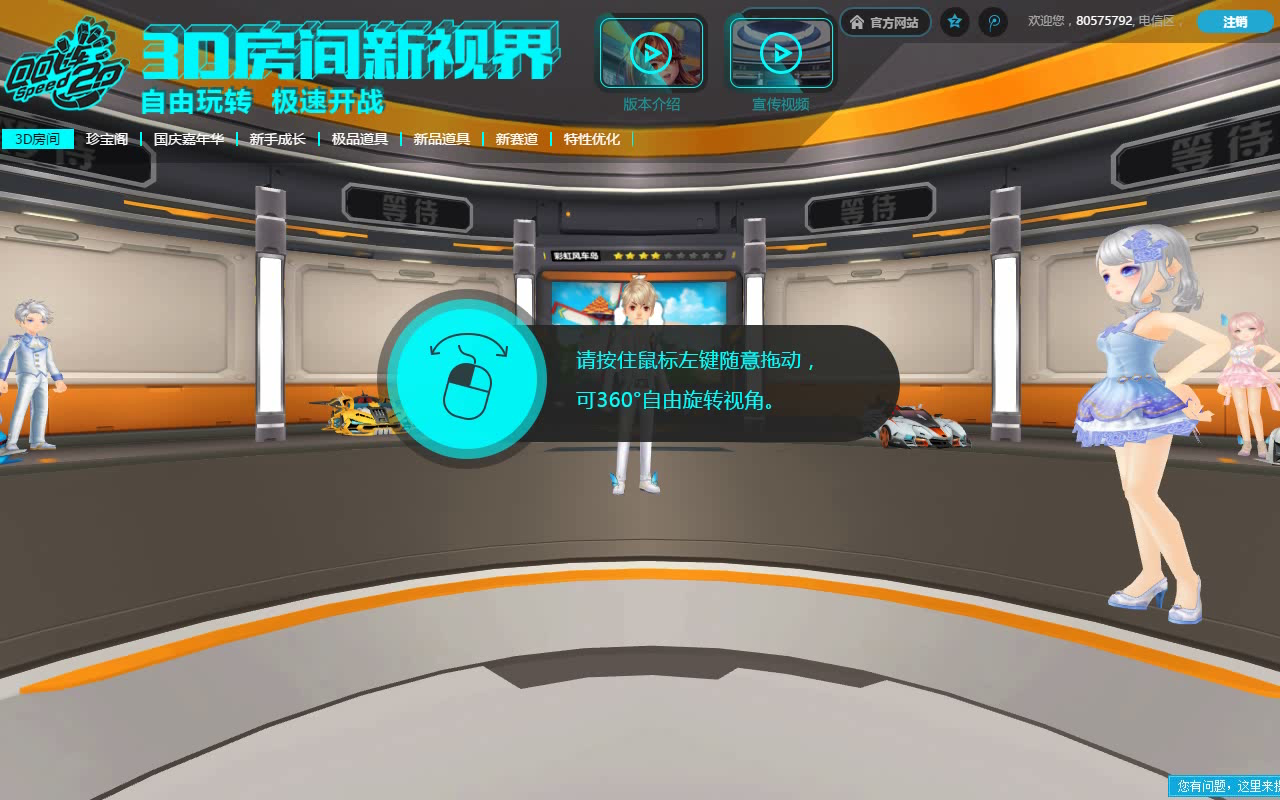 QQ飞车
Speed
3D房间新视界
自由玩转 极速开战
版本介绍
宣传视频
官方网站
欢迎您，80575792, 电信区，
注销
3D房间
珍宝阁
国庆嘉年华
新手成长
极品道具
新品道具
新赛道
特性优化
等待
等待
等待
等待
彩虹风车岛
请按住鼠标左键随意拖动，
可360°自由旋转视角。
您有问题，这里来